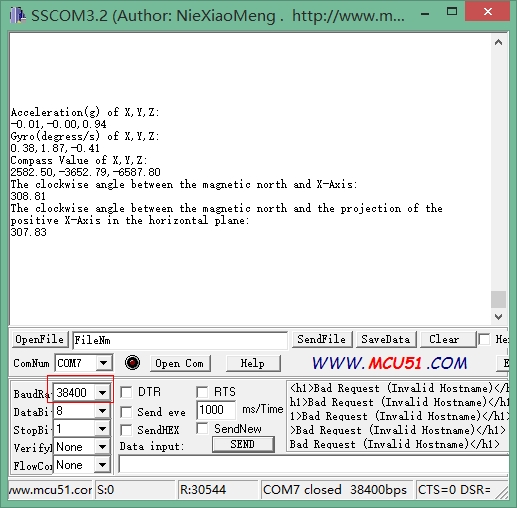 SSCOM3.2 (Author: NieXiaoMeng .  http://www.m...
Acceleration(g) of X,Y,Z:
-0.01,-0.00,0.94
Gyro(degress/s) of X,Y,Z:
0.38,1.87,-0.41
Compass Value of X,Y,Z:
2582.50,-3652.79,-6587.80
The clockwise angle between the magnetic north and X-Axis:
308.81
The clockwise angle between the magnetic north and the projection of the
positive X-Axis in the horizontal plane:
307.83
OpenFile FileNm SendFile SaveData Clear He
ComNum COM7 Open Com Help WWW.MCU51.COM E
BaudRa 38400 DTR RTS <h1>Bad Request (Invalid Hostname)</
DataBi 8 Send eve 1000 ms/Time h1>Bad Request (Invalid Hostname)</h
StopBi 1 SendHEX SendNew 1>Bad Request (Invalid Hostname)</h1
Verify None Data input: SEND >Bad Request (Invalid Hostname)</h1>
FlowCon None Bad Request (Invalid Hostname)</h1>
www.mcu51.cor S:0 R:30544 COM7 closed 38400bps CTS=0 DSR=